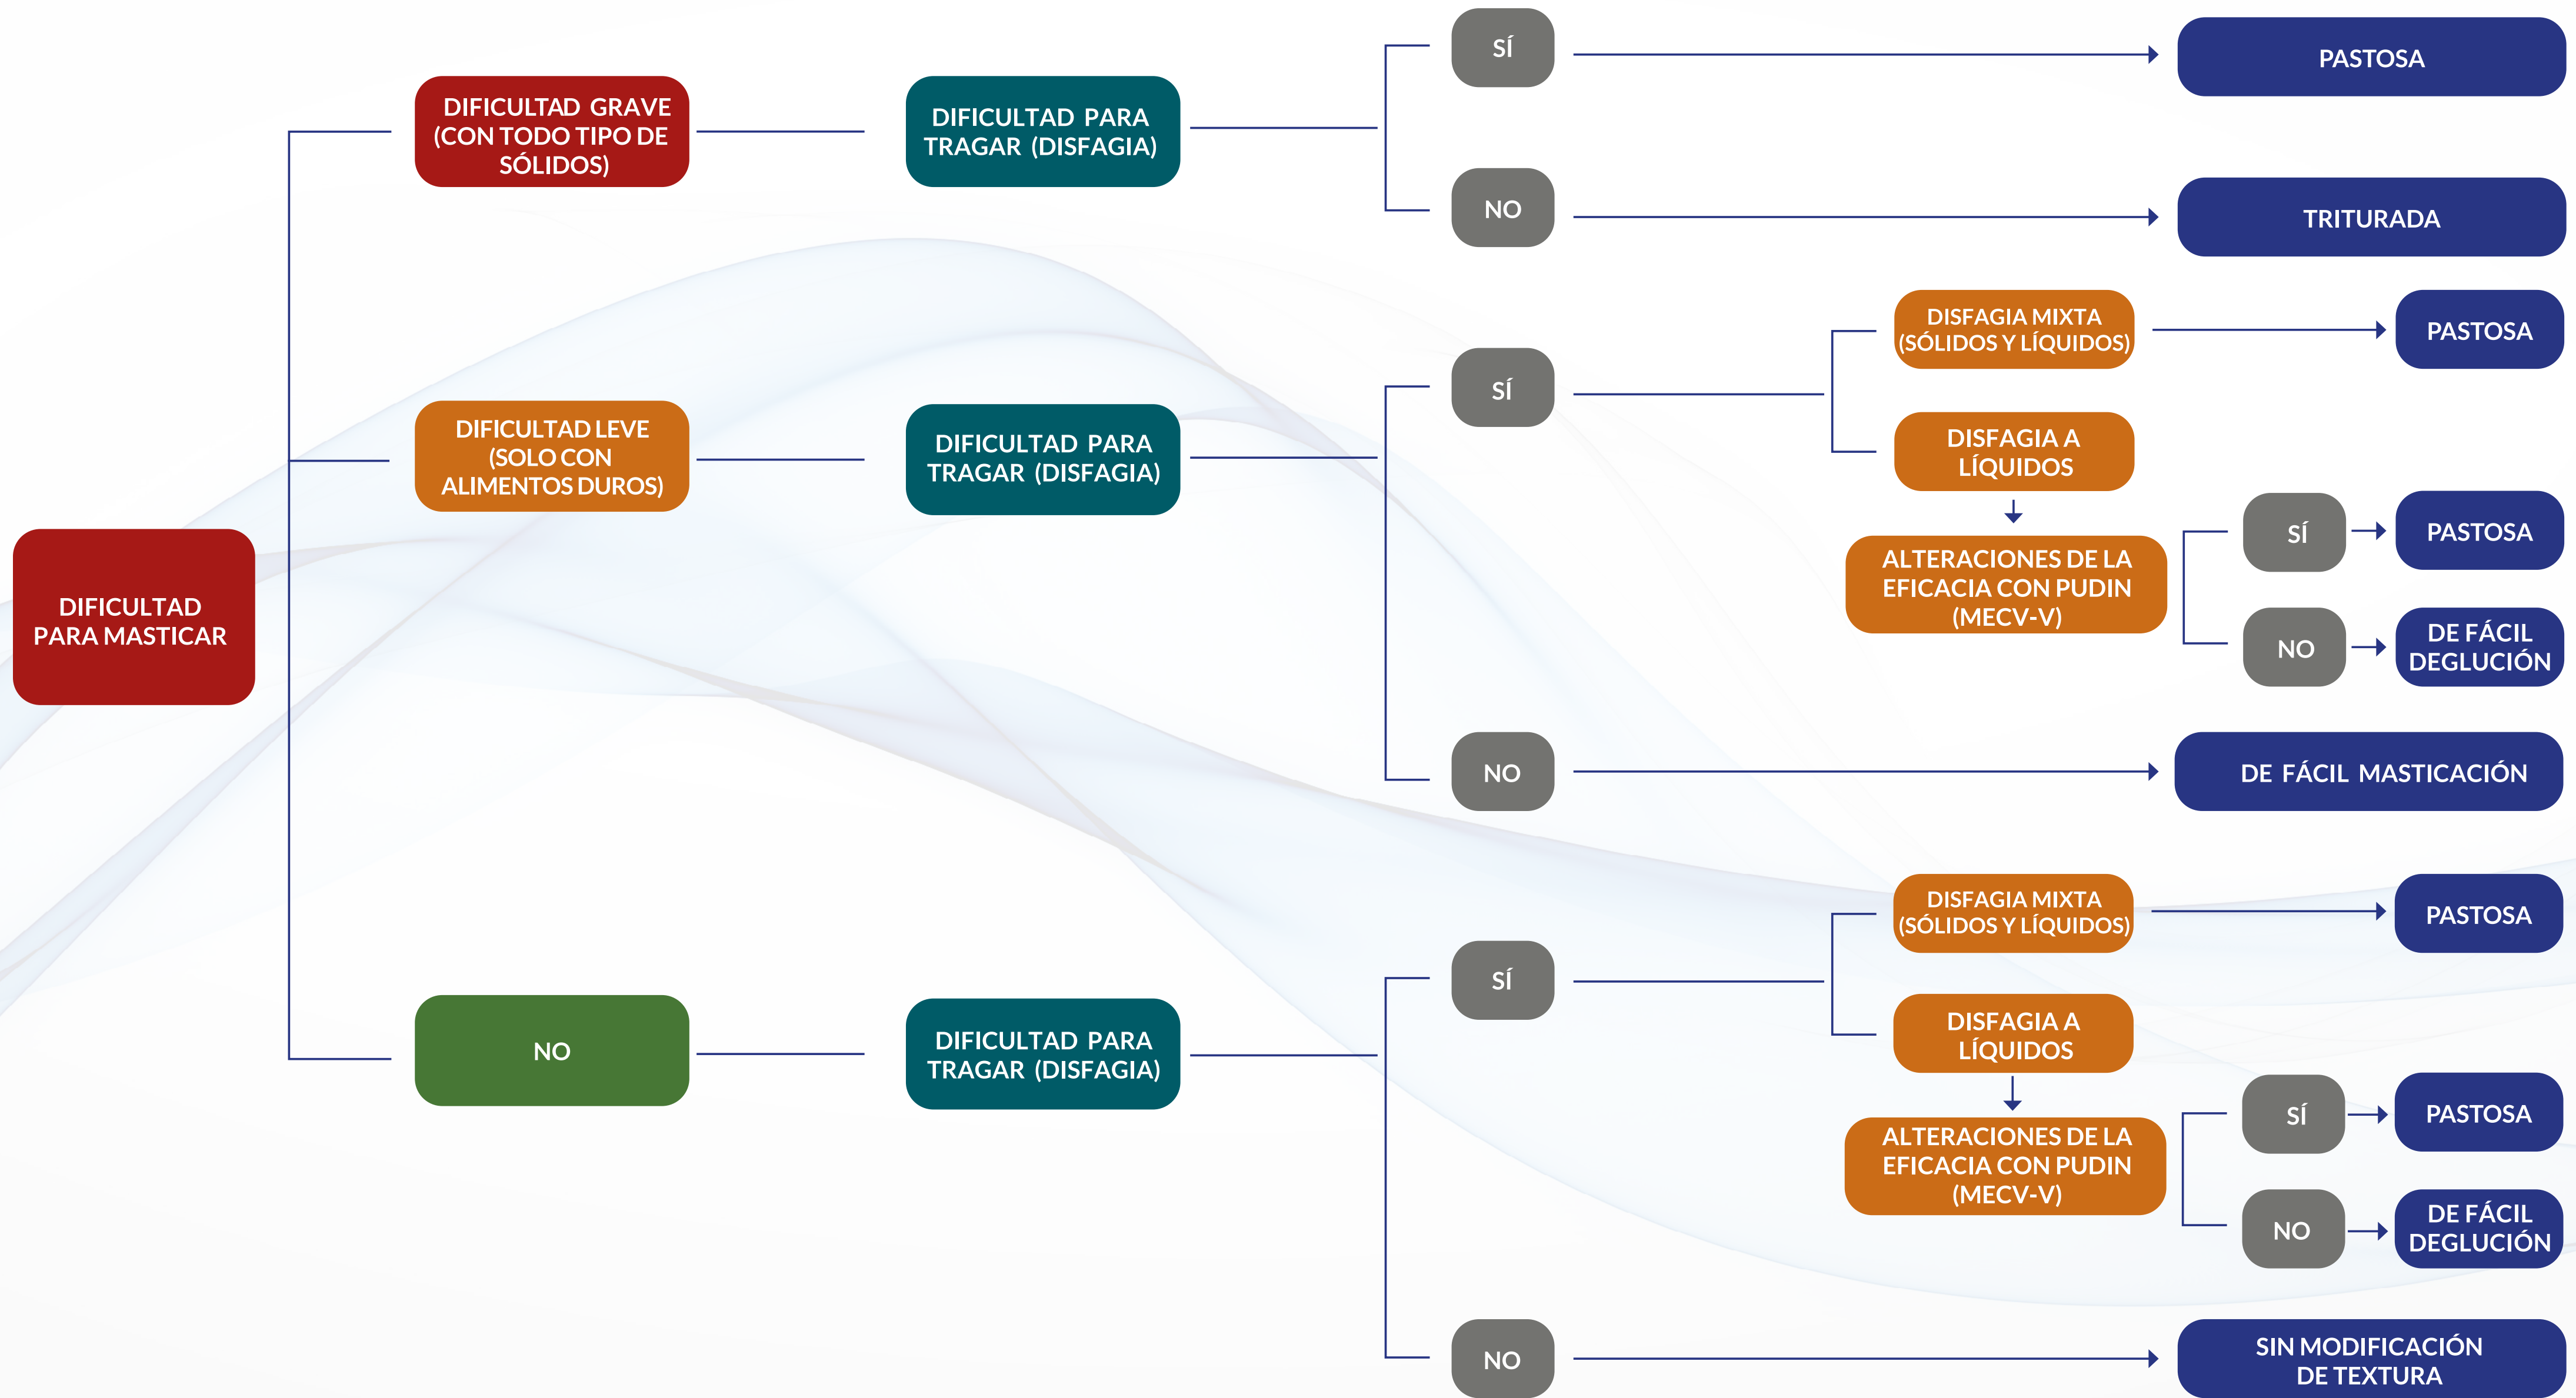 DIFICULTAD
PARA MASTICAR
DIFICULTAD GRAVE
(CON TODO TIPO DE
SÓLIDOS)
DIFICULTAD PARA
TRAGAR (DISFAGIA)
SÍ
PASTOSA
NO
TRITURADA
DIFICULTAD LEVE
(SOLO CON
ALIMENTOS DUROS)
DIFICULTAD PARA
TRAGAR (DISFAGIA)
SÍ
DISFAGIA MIXTA
(SÓLIDOS Y LÍQUIDOS)
PASTOSA
DISFAGIA A
LÍQUIDOS
ALTERACIONES DE LA
EFICACIA CON PUDIN
(MECV-V)
SÍ
PASTOSA
NO
DE FÁCIL
DEGLUCIÓN
NO
DE FÁCIL MASTICACIÓN
NO
DIFICULTAD PARA
TRAGAR (DISFAGIA)
SÍ
DISFAGIA MIXTA
(SÓLIDOS Y LÍQUIDOS)
PASTOSA
DISFAGIA A
LÍQUIDOS
ALTERACIONES DE LA
EFICACIA CON PUDIN
(MECV-V)
SÍ
PASTOSA
NO
DE FÁCIL
DEGLUCIÓN
NO
SIN MODIFICACIÓN
DE TEXTURA